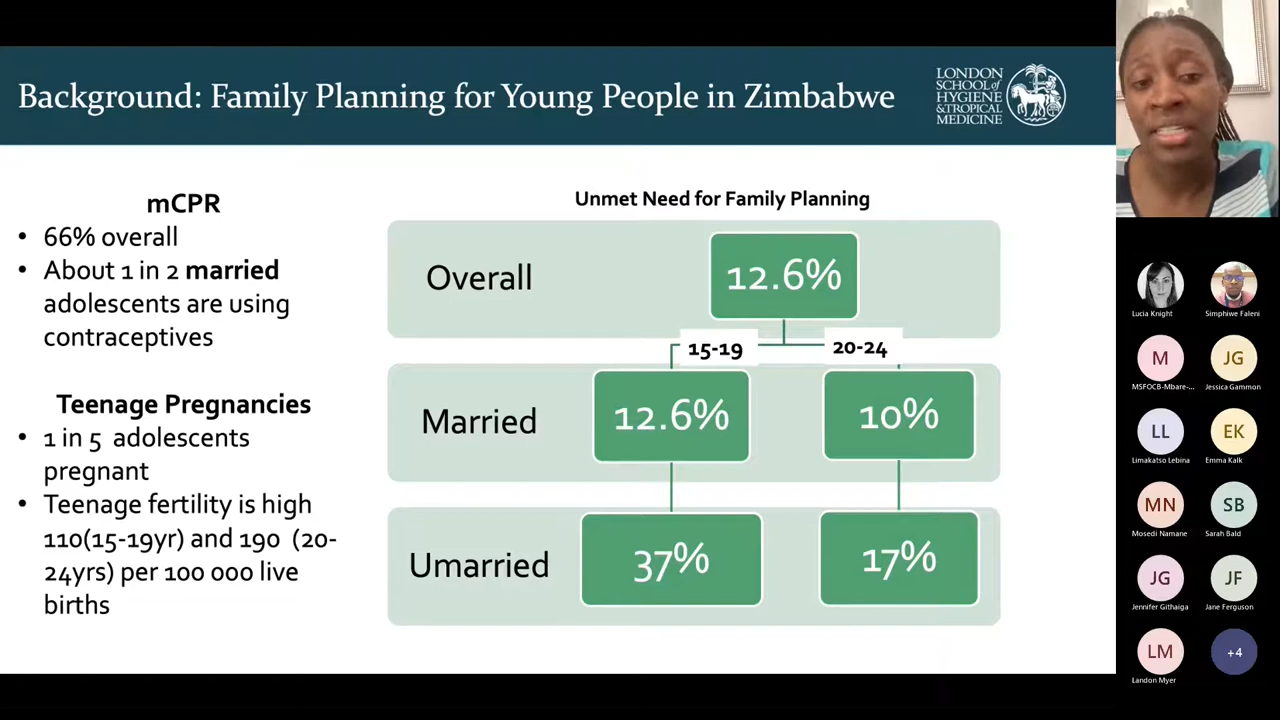 Background: Family Planning for Young People in Zimbabwe
LONDON
SCHOOL of
HYGIENE
&TROPICAL
MEDICINE
mCPR
• 66% overall
• About 1 in 2 married
adolescents are using
contraceptives
Teenage Pregnancies
• 1 in 5 adolescents
pregnant
• Teenage fertility is high
110(15-19yr) and 190 (20-
24yrs) per 100 000 live
births
Unmet Need for Family Planning
Overall
12.6%
15-19
20-24
Married
12.6%
10%
Umarried
37%
17%
Lucia Knight
Simphiwe Faleni
M
JG
MSFOCB-Mbare-...
Jessica Gammon
LL
EK
Limakatso Lebina
Emma Kalk
MN
SB
Mosedi Namane
Sarah Bald
JG
JF
Jennifer Githaiga
Jane Ferguson
LM
+4
Landon Myer